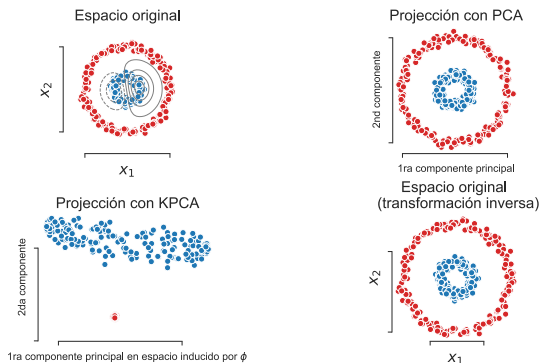 Espacio original
x₂
x₁
Projección con PCA
2nd componente
1ra componente principal
Projección con KPCA
2da componente
1ra componente principal en espacio inducido por ϕ
Espacio original
(transformación inversa)
x₂
x₁